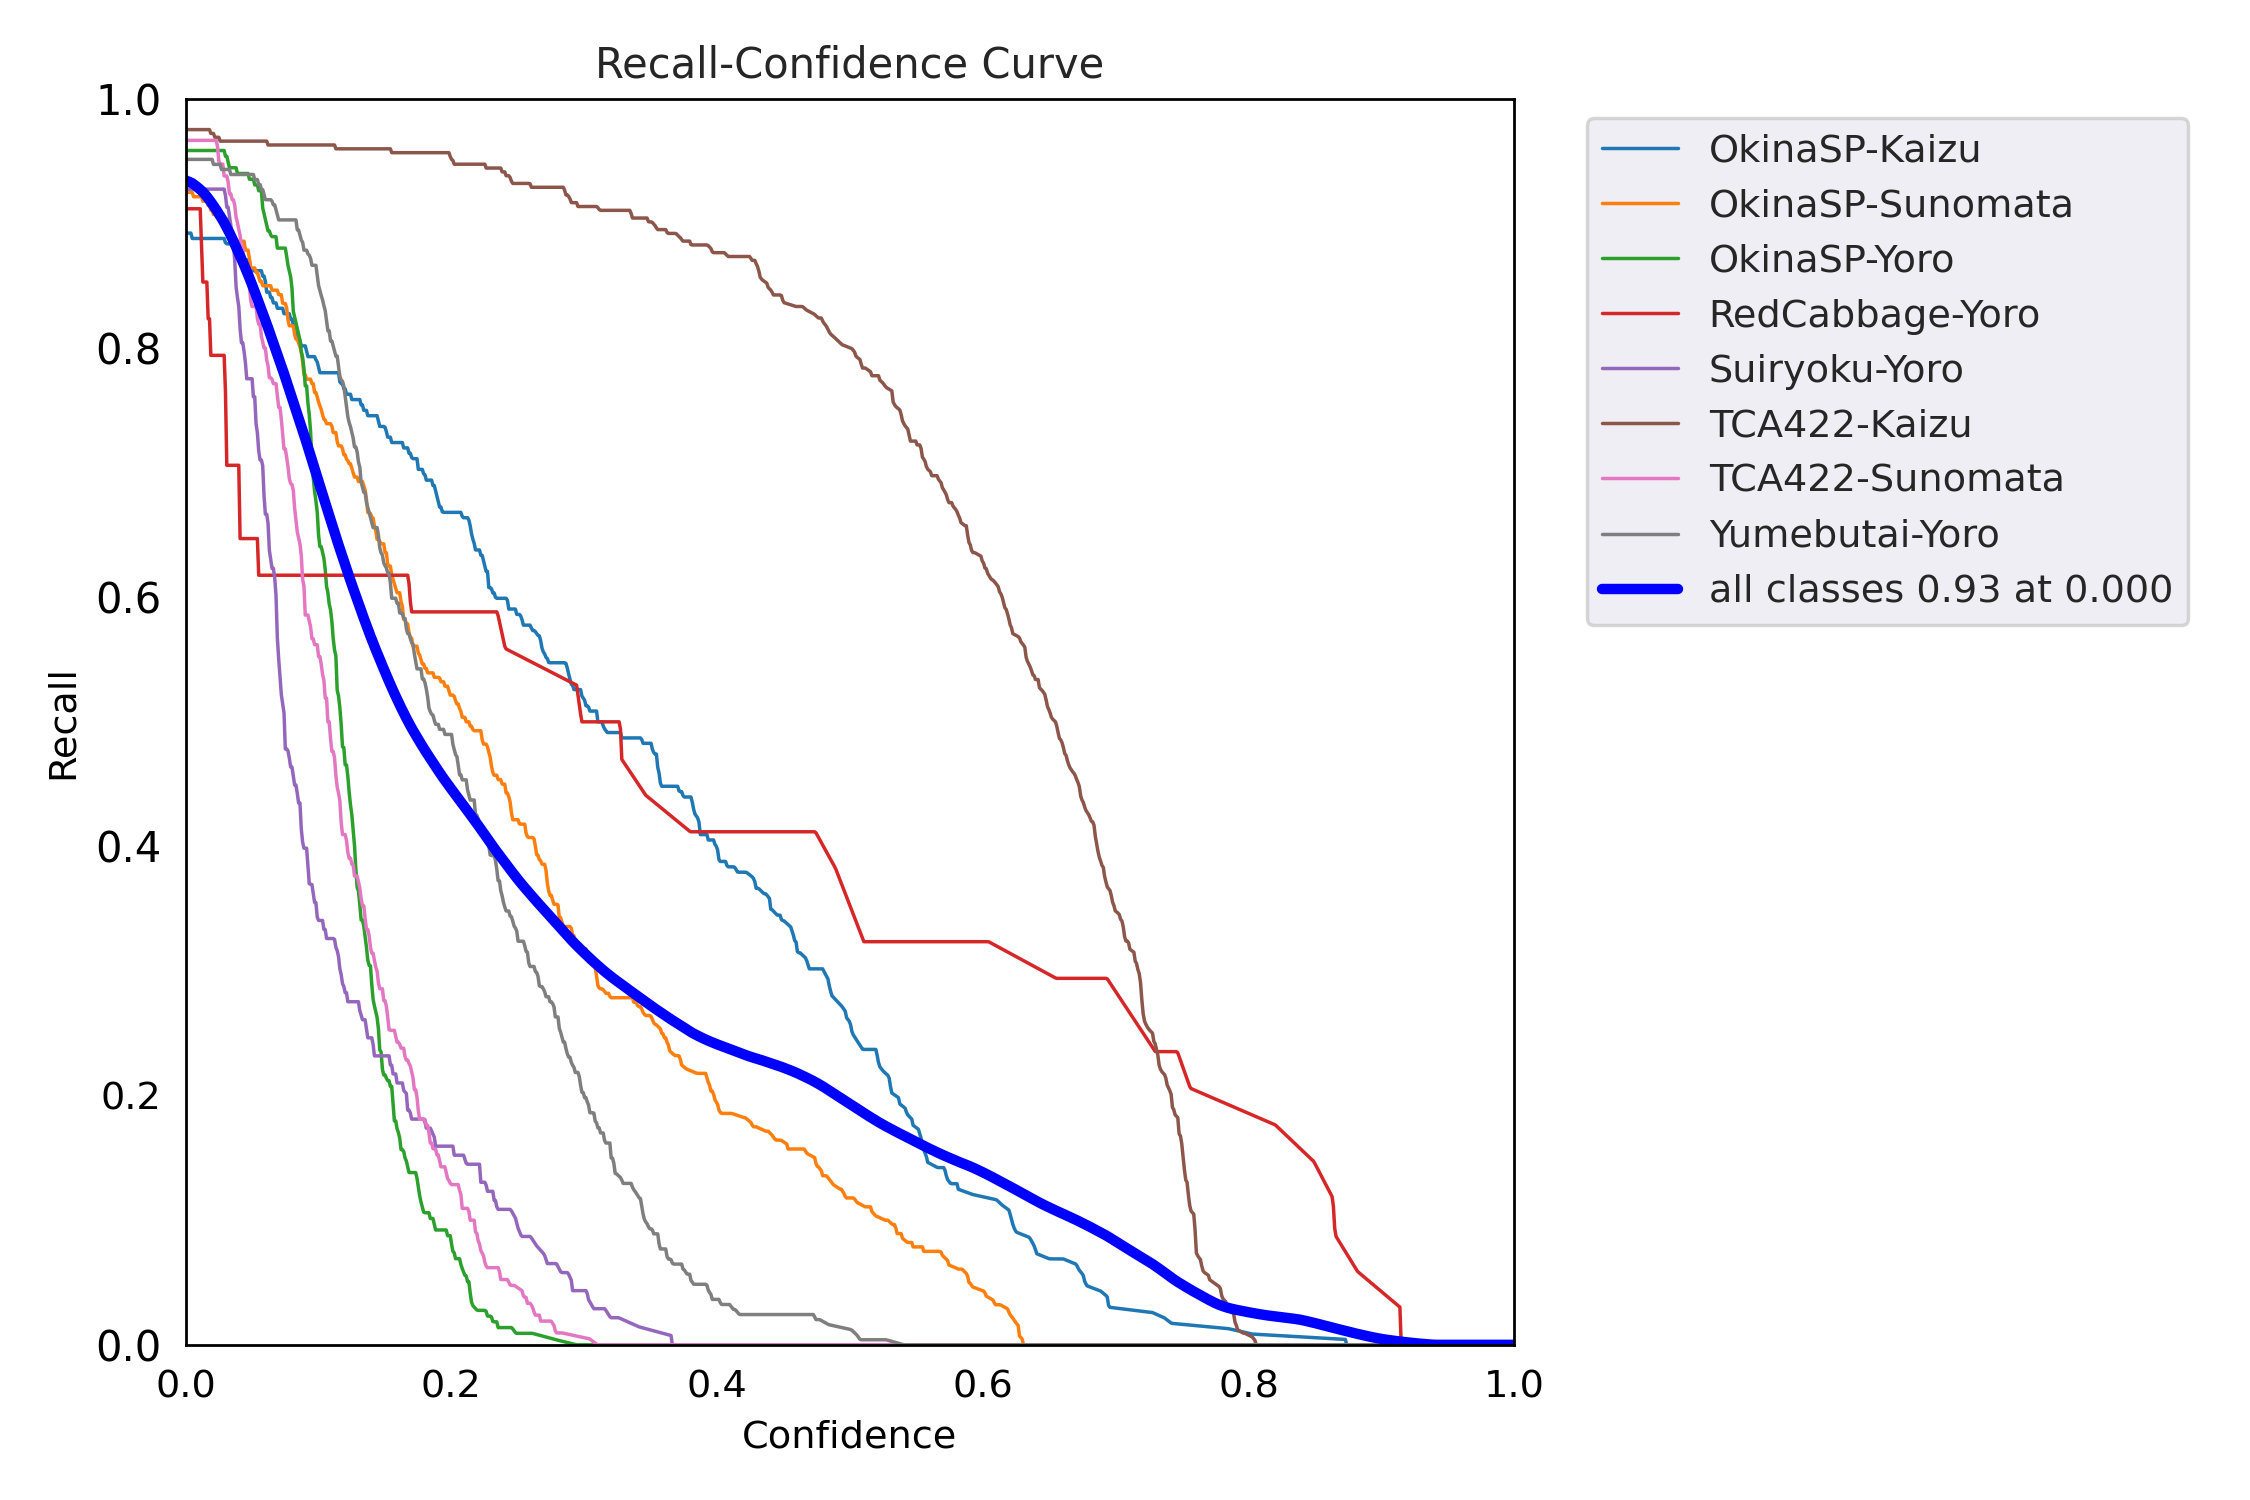 Recall-Confidence Curve
1.0
0.8
0.6
0.4
0.2
0.0
Recall
0.0 0.2 0.4 0.6 0.8 1.0
Confidence
OkinaSP-Kaizu
OkinaSP-Sunomata
OkinaSP-Yoro
RedCabbage-Yoro
Suiryoku-Yoro
TCA422-Kaizu
TCA422-Sunomata
Yumebutai-Yoro
all classes 0.93 at 0.000